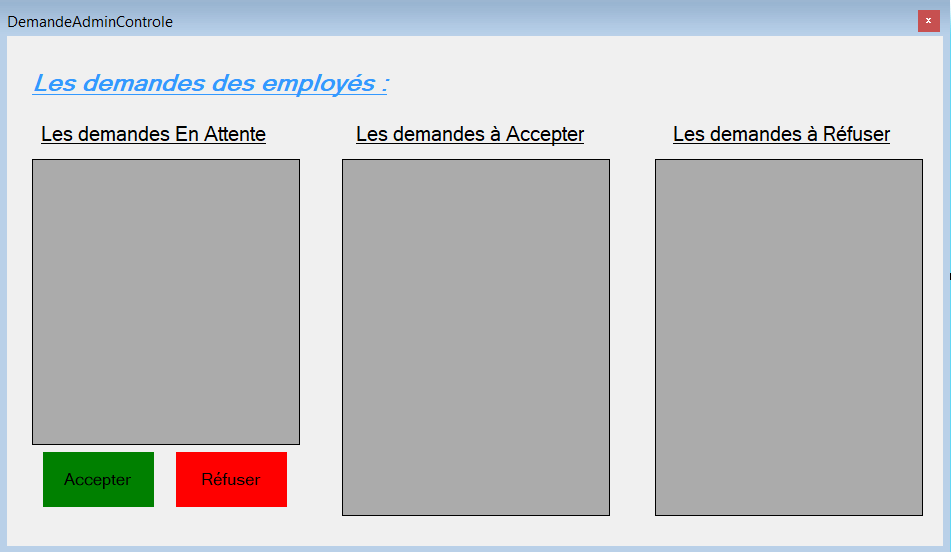 DemandeAdminControle
x
Les demandes des employés :
Les demandes En Attente
Les demandes à Accepter
Les demandes à Réfuser
Accepter
Réfuser